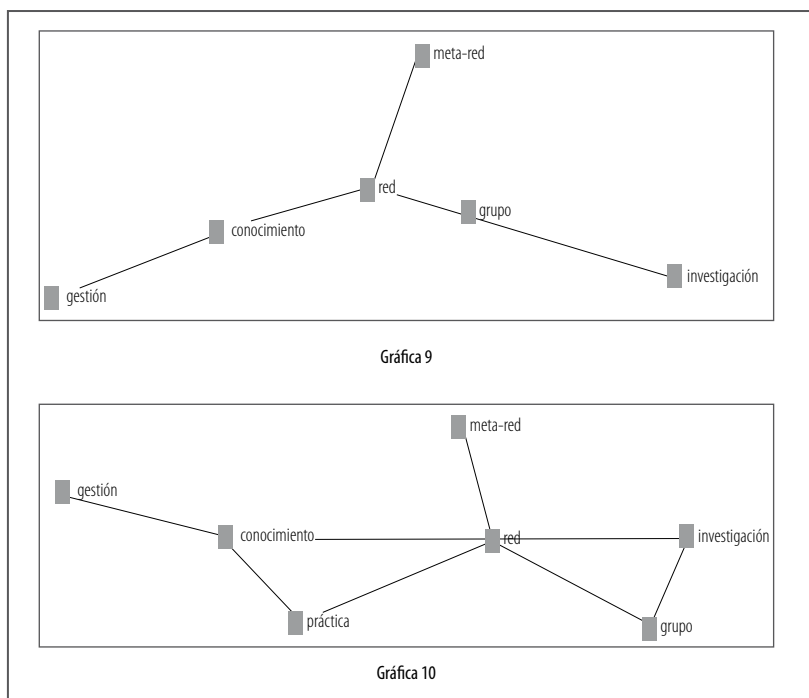 meta-red
red
grupo
conocimiento
investigación
gestión
Gráfica 9
meta-red
gestión
conocimiento
red
investigación
práctica
grupo
Gráfica 10